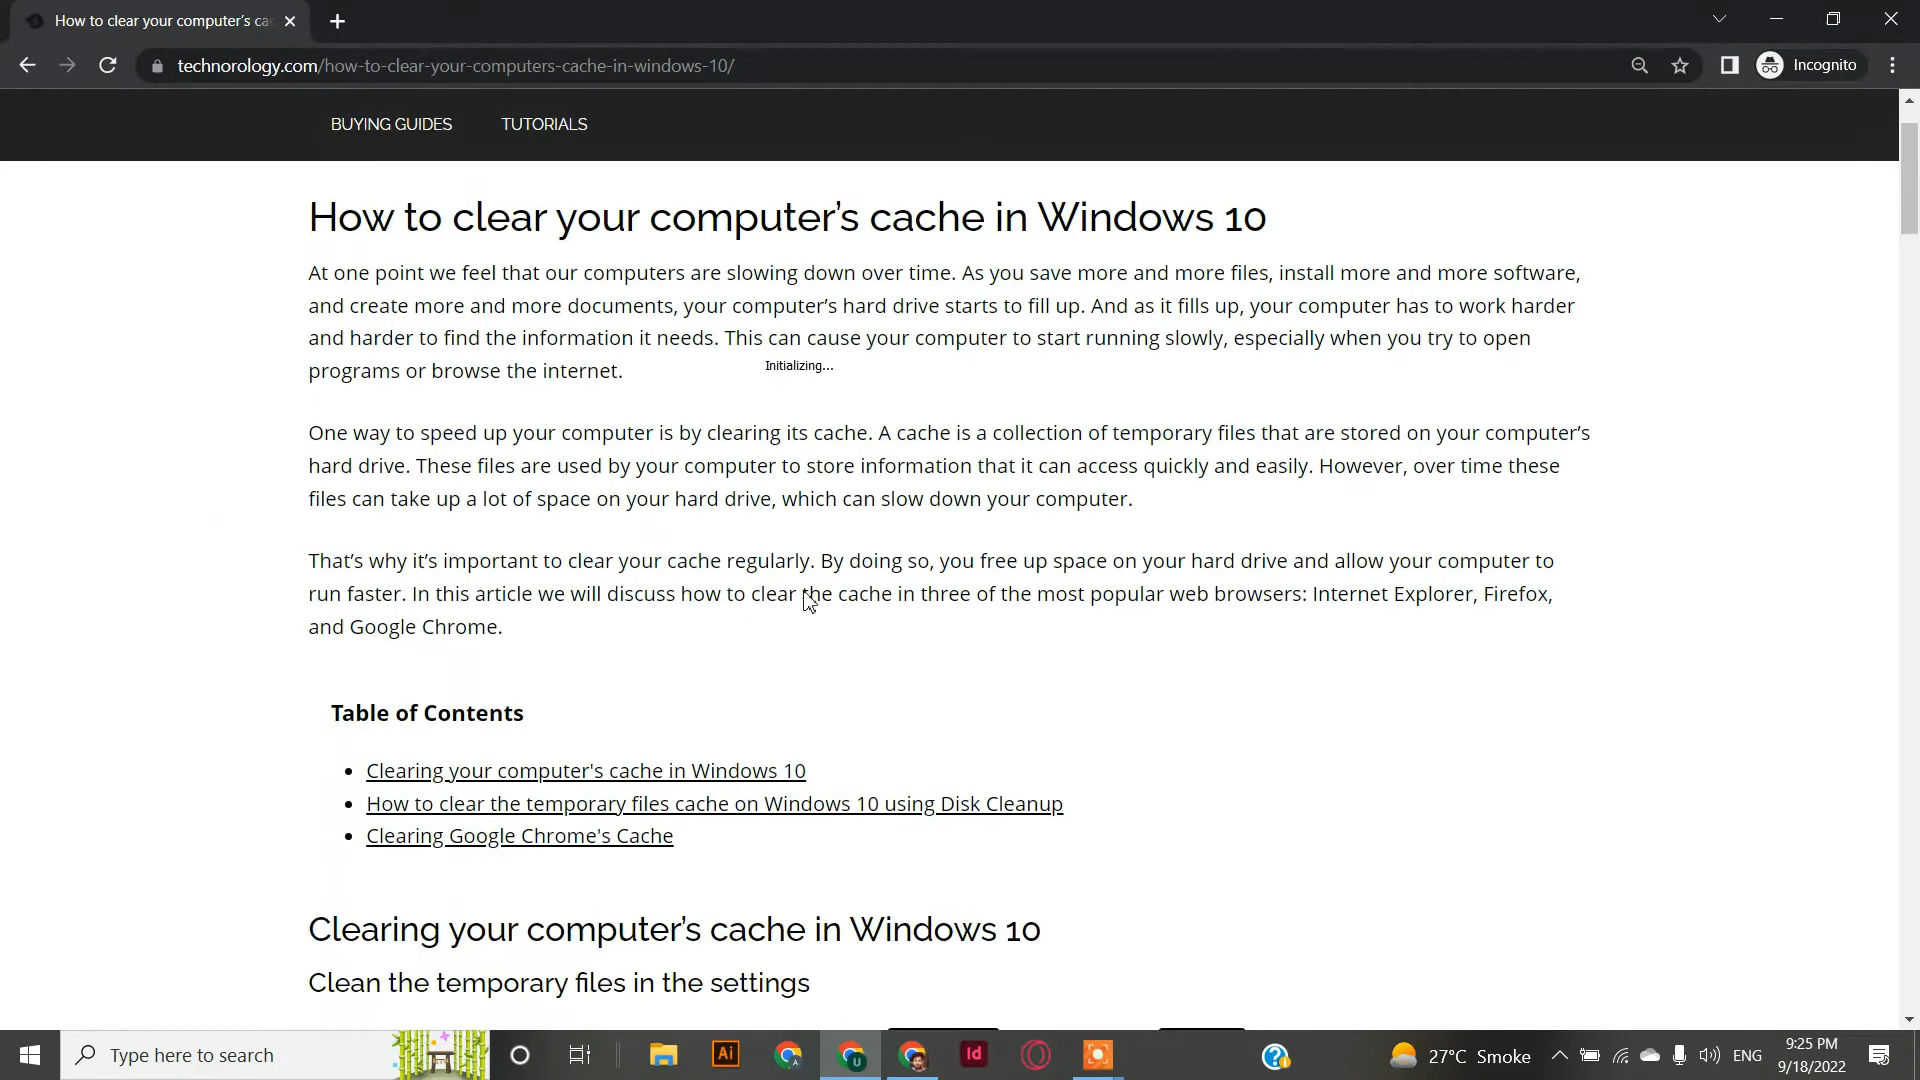 How to clear your computer's ca
technorology.com/how-to-clear-your-computers-cache-in-windows-10/
Incognito
BUYING GUIDES TUTORIALS
How to clear your computer’s cache in Windows 10
At one point we feel that our computers are slowing down over time. As you save more and more files, install more and more software,
and create more and more documents, your computer’s hard drive starts to fill up. And as it fills up, your computer has to work harder
and harder to find the information it needs. This can cause your computer to start running slowly, especially when you try to open
programs or browse the internet.
Initializing...
One way to speed up your computer is by clearing its cache. A cache is a collection of temporary files that are stored on your computer’s
hard drive. These files are used by your computer to store information that it can access quickly and easily. However, over time these
files can take up a lot of space on your hard drive, which can slow down your computer.
That’s why it’s important to clear your cache regularly. By doing so, you free up space on your hard drive and allow your computer to
run faster. In this article we will discuss how to clear the cache in three of the most popular web browsers: Internet Explorer, Firefox,
and Google Chrome.
Table of Contents
Clearing your computer's cache in Windows 10
How to clear the temporary files cache on Windows 10 using Disk Cleanup
Clearing Google Chrome's Cache
Clearing your computer’s cache in Windows 10
Clean the temporary files in the settings
Type here to search
Ai
A
U
Id
27°C Smoke
ENG
9:25 PM
9/18/2022